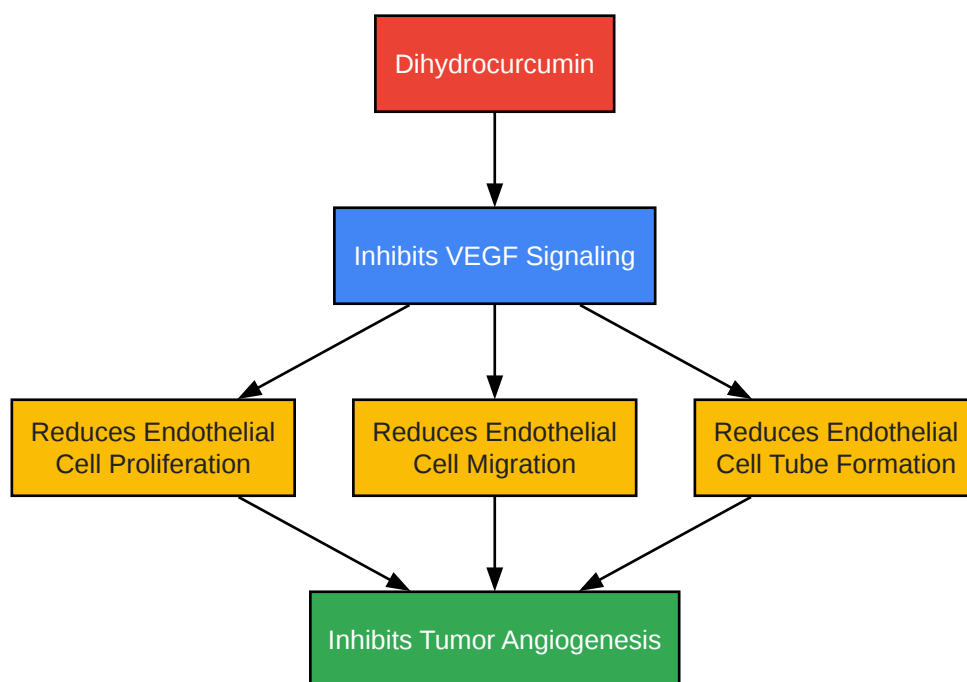 Dihydrocurcumin
Inhibits VEGF Signaling
Reduces Endothelial
Cell Proliferation
Reduces Endothelial
Cell Migration
Reduces Endothelial
Cell Tube Formation
Inhibits Tumor Angiogenesis